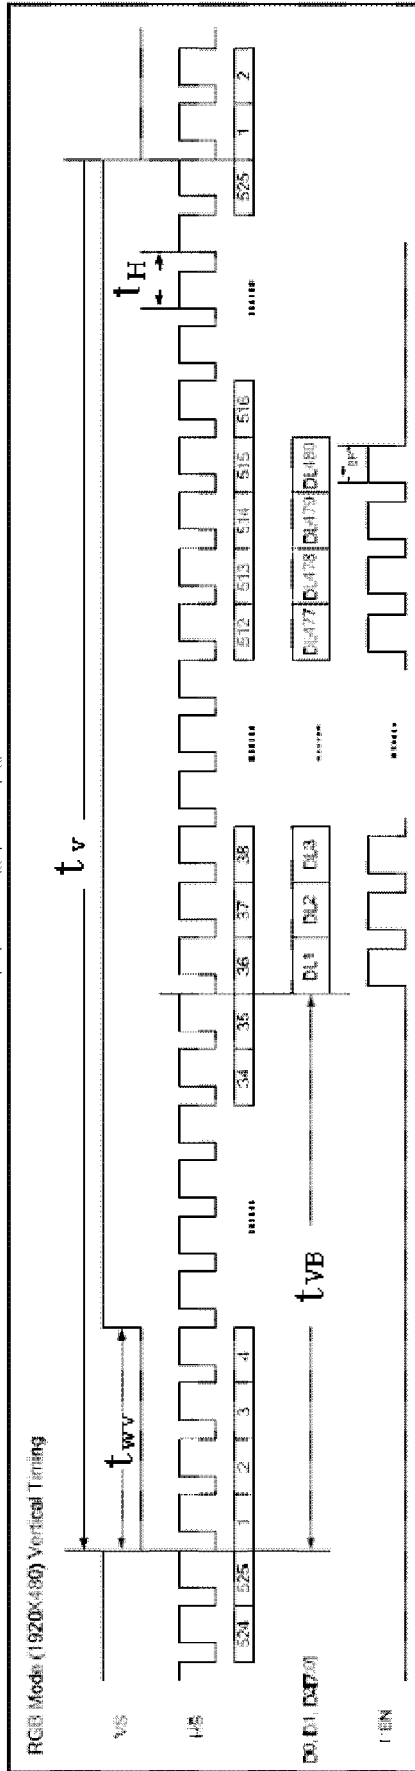 RGB Mode (1920X480) Vertical Timing
VS
t WV
t V
HS
t H
524 525 1 2 3 4 34 35 36 37 38 512 513 514 515 516 525 1 2
DL1 DL2 DL3 DL477 DL478 DL479 DL480
t VB